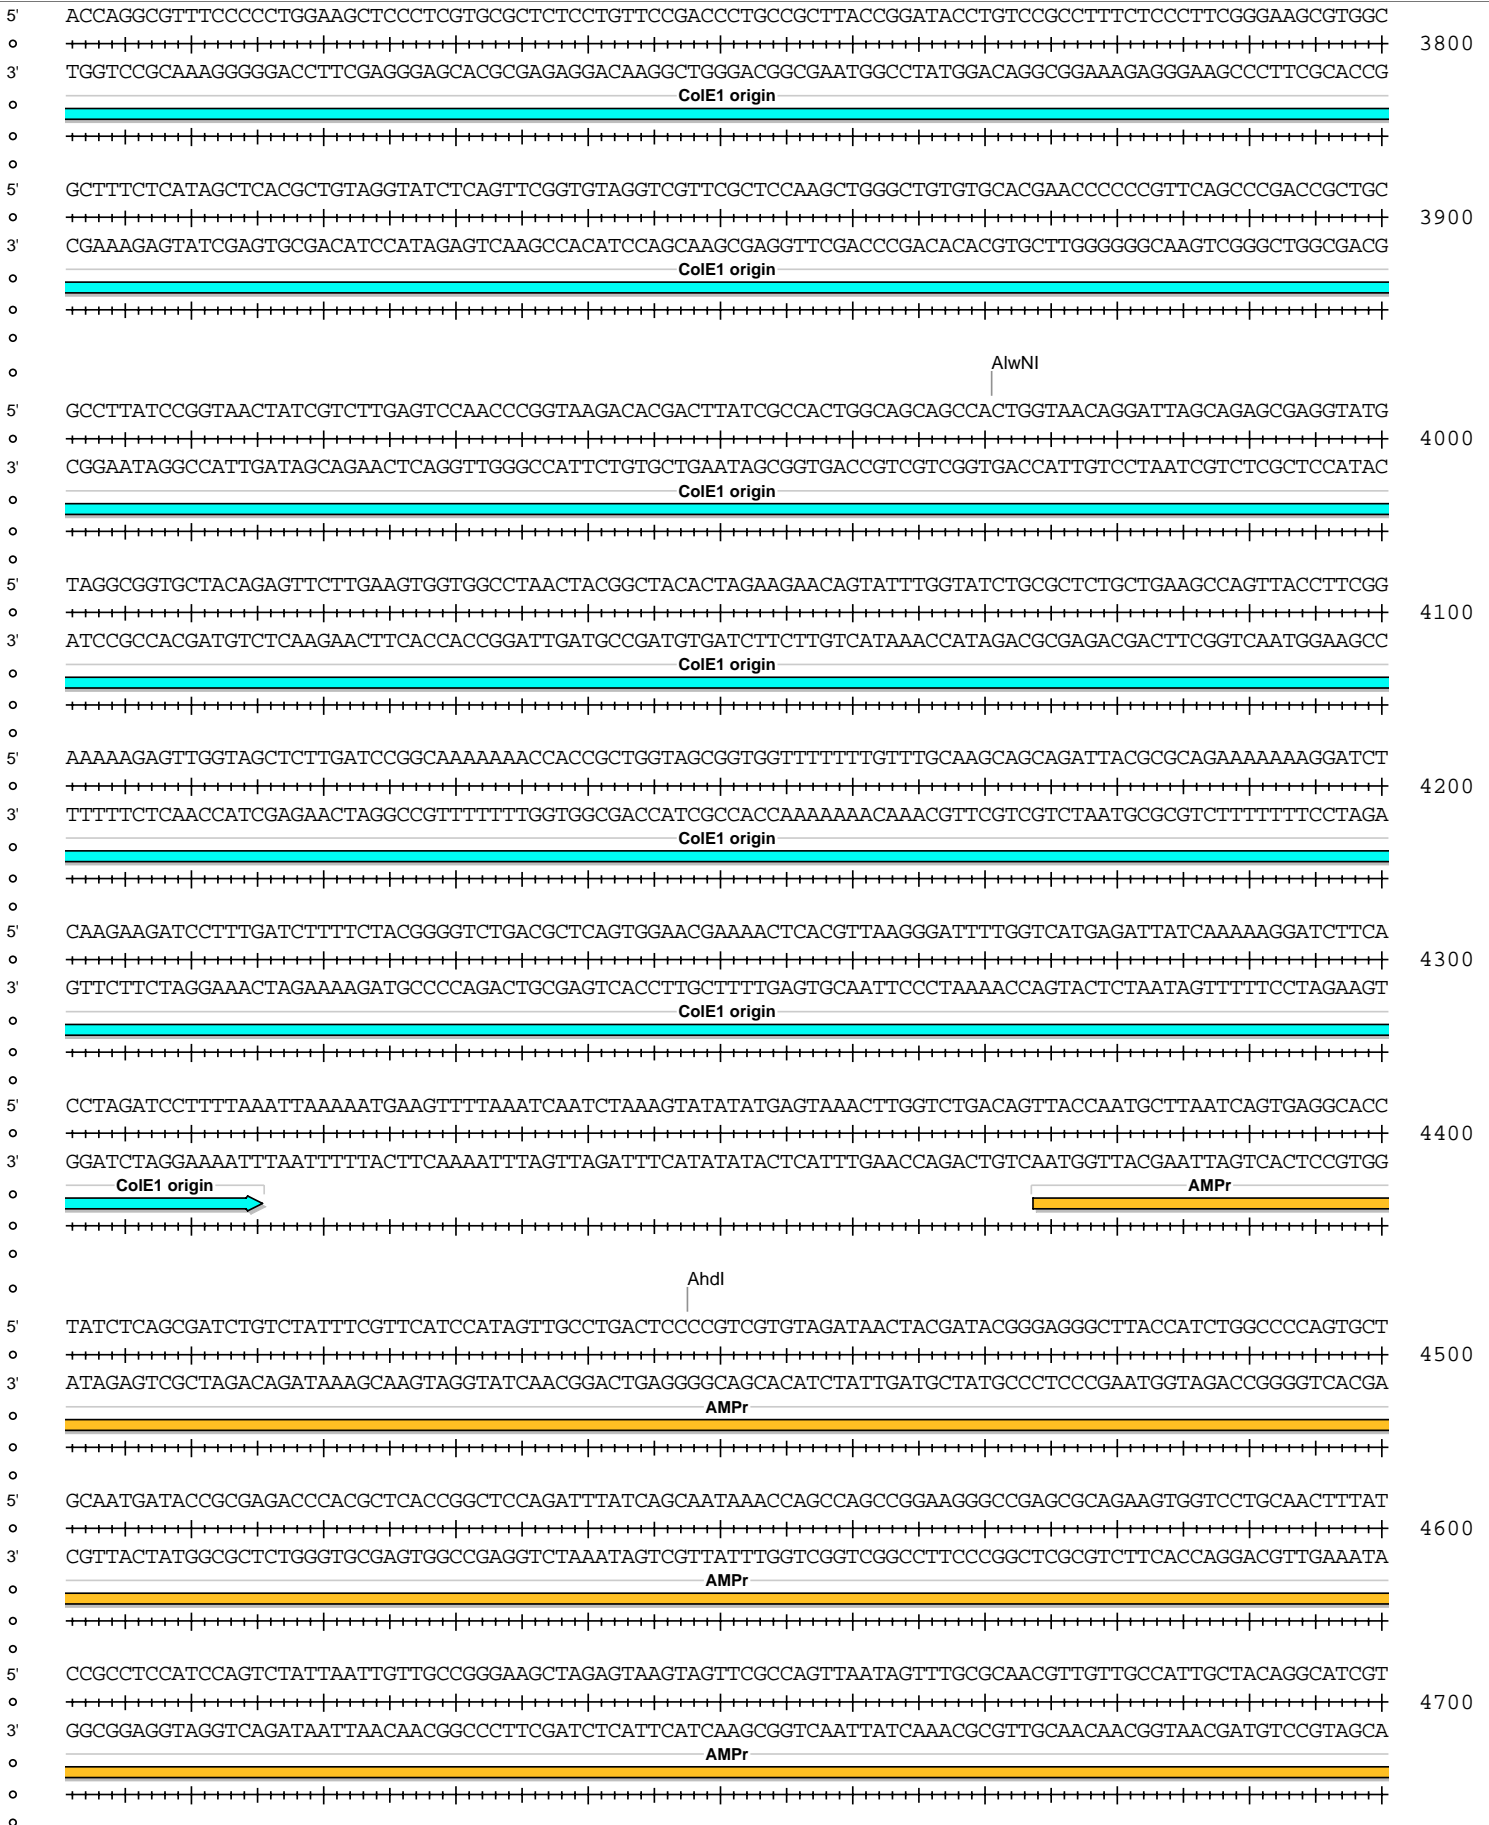 5' ACCAGGCGTTTCCCCCTGGAAGCTCCCTCGTGCGCTCTCCTGTTCCGACCCTGCCGCTTACCGGATACCTGTCCGCCTTTCTCCCTTCGGGAAGCGTGGC
3800
3' TGGTCCGCAAAGGGGGACCTTCGAGGGAGCACGCGAGAGGACAAGGCTGGGACGGCGAATGGCCTATGGACAGGCGGAAAGAGGGAAGCCCTTCGCACCG
ColE1 origin
5' GCTTTCTCATAGCTCACGCTGTAGGTATCTCAGTTCGGTGTAGGTCGTTCGCTCCAAGCTGGGCTGTGTGCACGAACCCCCCGTTCAGCCCGACCGCTGC
3900
3' CGAAAGAGTATCGAGTGCGACATCCATAGAGTCAAGCCACATCCAGCAAGCGAGGTTCGACCCGACACACGTGCTTGGGGGGCAAGTCGGGCTGGCGACG
ColE1 origin
AlwNI
5' GCCTTATCCGGTAACTATCGTCTTGAGTCCAACCCGGTAAGACACGACTTATCGCCACTGGCAGCAGCCACTGGTAACAGGATTAGCAGAGCGAGGTATG
4000
3' CGGAATAGGCCATTGATAGCAGAACTCAGGTTGGGCCATTCTGTGCTGAATAGCGGTGACCGTCGTCGGTGACCATTGTCCTAATCGTCTCGCTCCATAC
ColE1 origin
5' TAGGCGGTGCTACAGAGTTCTTGAAGTGGTGGCCTAACTACGGCTACACTAGAAGAACAGTATTTGGTATCTGCGCTCTGCTGAAGCCAGTTACCTTCGG
4100
3' ATCCGCCACGATGTCTCAAGAACTTCACCACCGGATTGATGCCGATGTGATCTTCTTGTCATAAACCATAGACGCGAGACGACTTCGGTCAATGGAAGCC
ColE1 origin
5' AAAAAGAGTTGGTAGCTCTTGATCCGGCAAAAAAACCACCGCTGGTAGCGGTGGTTTTTTTGTTTGCAAGCAGCAGATTACGCGCAGAAAAAAAGGATCT
4200
3' TTTTTCTCAACCATCGAGAACTAGGCCGTTTTTTTGGTGGCGACCATCGCCACCAAAAAAACAAACGTTCGTCGTCTAATGCGCGTCTTTTTTTCCTAGA
ColE1 origin
5' CAAGAAGATCCTTTGATCTTTTCTACGGGGTCTGACGCTCAGTGGAACGAAAACTCACGTTAAGGGATTTTGGTCATGAGATTATCAAAAAGGATCTTCA
4300
3' GTTCTTCTAGGAAACTAGAAAAGATGCCCCAGACTGCGAGTCACCTTGCTTTTGAGTGCAATTCCCTAAAACCAGTACTCTAATAGTTTTTCCTAGAAGT
ColE1 origin
5' CCTAGATCCTTTTAAATTAAAAATGAAGTTTTAAATCAATCTAAAGTATATATGAGTAAACTTGGTCTGACAGTTACCAATGCTTAATCAGTGAGGCACC
4400
3' GGATCTAGGAAAATTTAATTTTTACTTCAAAATTTAGTTAGATTTCATATATACTCATTTGAACCAGACTGTCAATGGTTACGAATTAGTCACTCCGTGG
ColE1 origin AMPr
AhdI
5' TATCTCAGCGATCTGTCTATTTCGTTCATCCATAGTTGCCTGACTCCCCGTCGTGTAGATAACTACGATACGGGAGGGCTTACCATCTGGCCCCAGTGCT
4500
3' ATAGAGTCGCTAGACAGATAAAGCAAGTAGGTATCAACGGACTGAGGGGCAGCACATCTATTGATGCTATGCCCTCCCGAATGGTAGACCGGGGTCACGA
AMPr
5' GCAATGATACCGCGAGACCCACGCTCACCGGCTCCAGATTTATCAGCAATAAACCAGCCAGCCGGAAGGGCCGAGCGCAGAAGTGGTCCTGCAACTTTAT
4600
3' CGTTACTATGGCGCTCTGGGTGCGAGTGGCCGAGGTCTAAATAGTCGTTATTTGGTCGGTCGGCCTTCCCGGCTCGCGTCTTCACCAGGACGTTGAAATA
AMPr
5' CCGCCTCCATCCAGTCTATTAATTGTTGCCGGGAAGCTAGAGTAAGTAGTTCGCCAGTTAATAGTTTGCGCAACGTTGTTGCCATTGCTACAGGCATCGT
4700
3' GGCGGAGGTAGGTCAGATAATTAACAACGGCCCTTCGATCTCATTCATCAAGCGGTCAATTATCAAACGCGTTGCAACAACGGTAACGATGTCCGTAGCA
AMPr